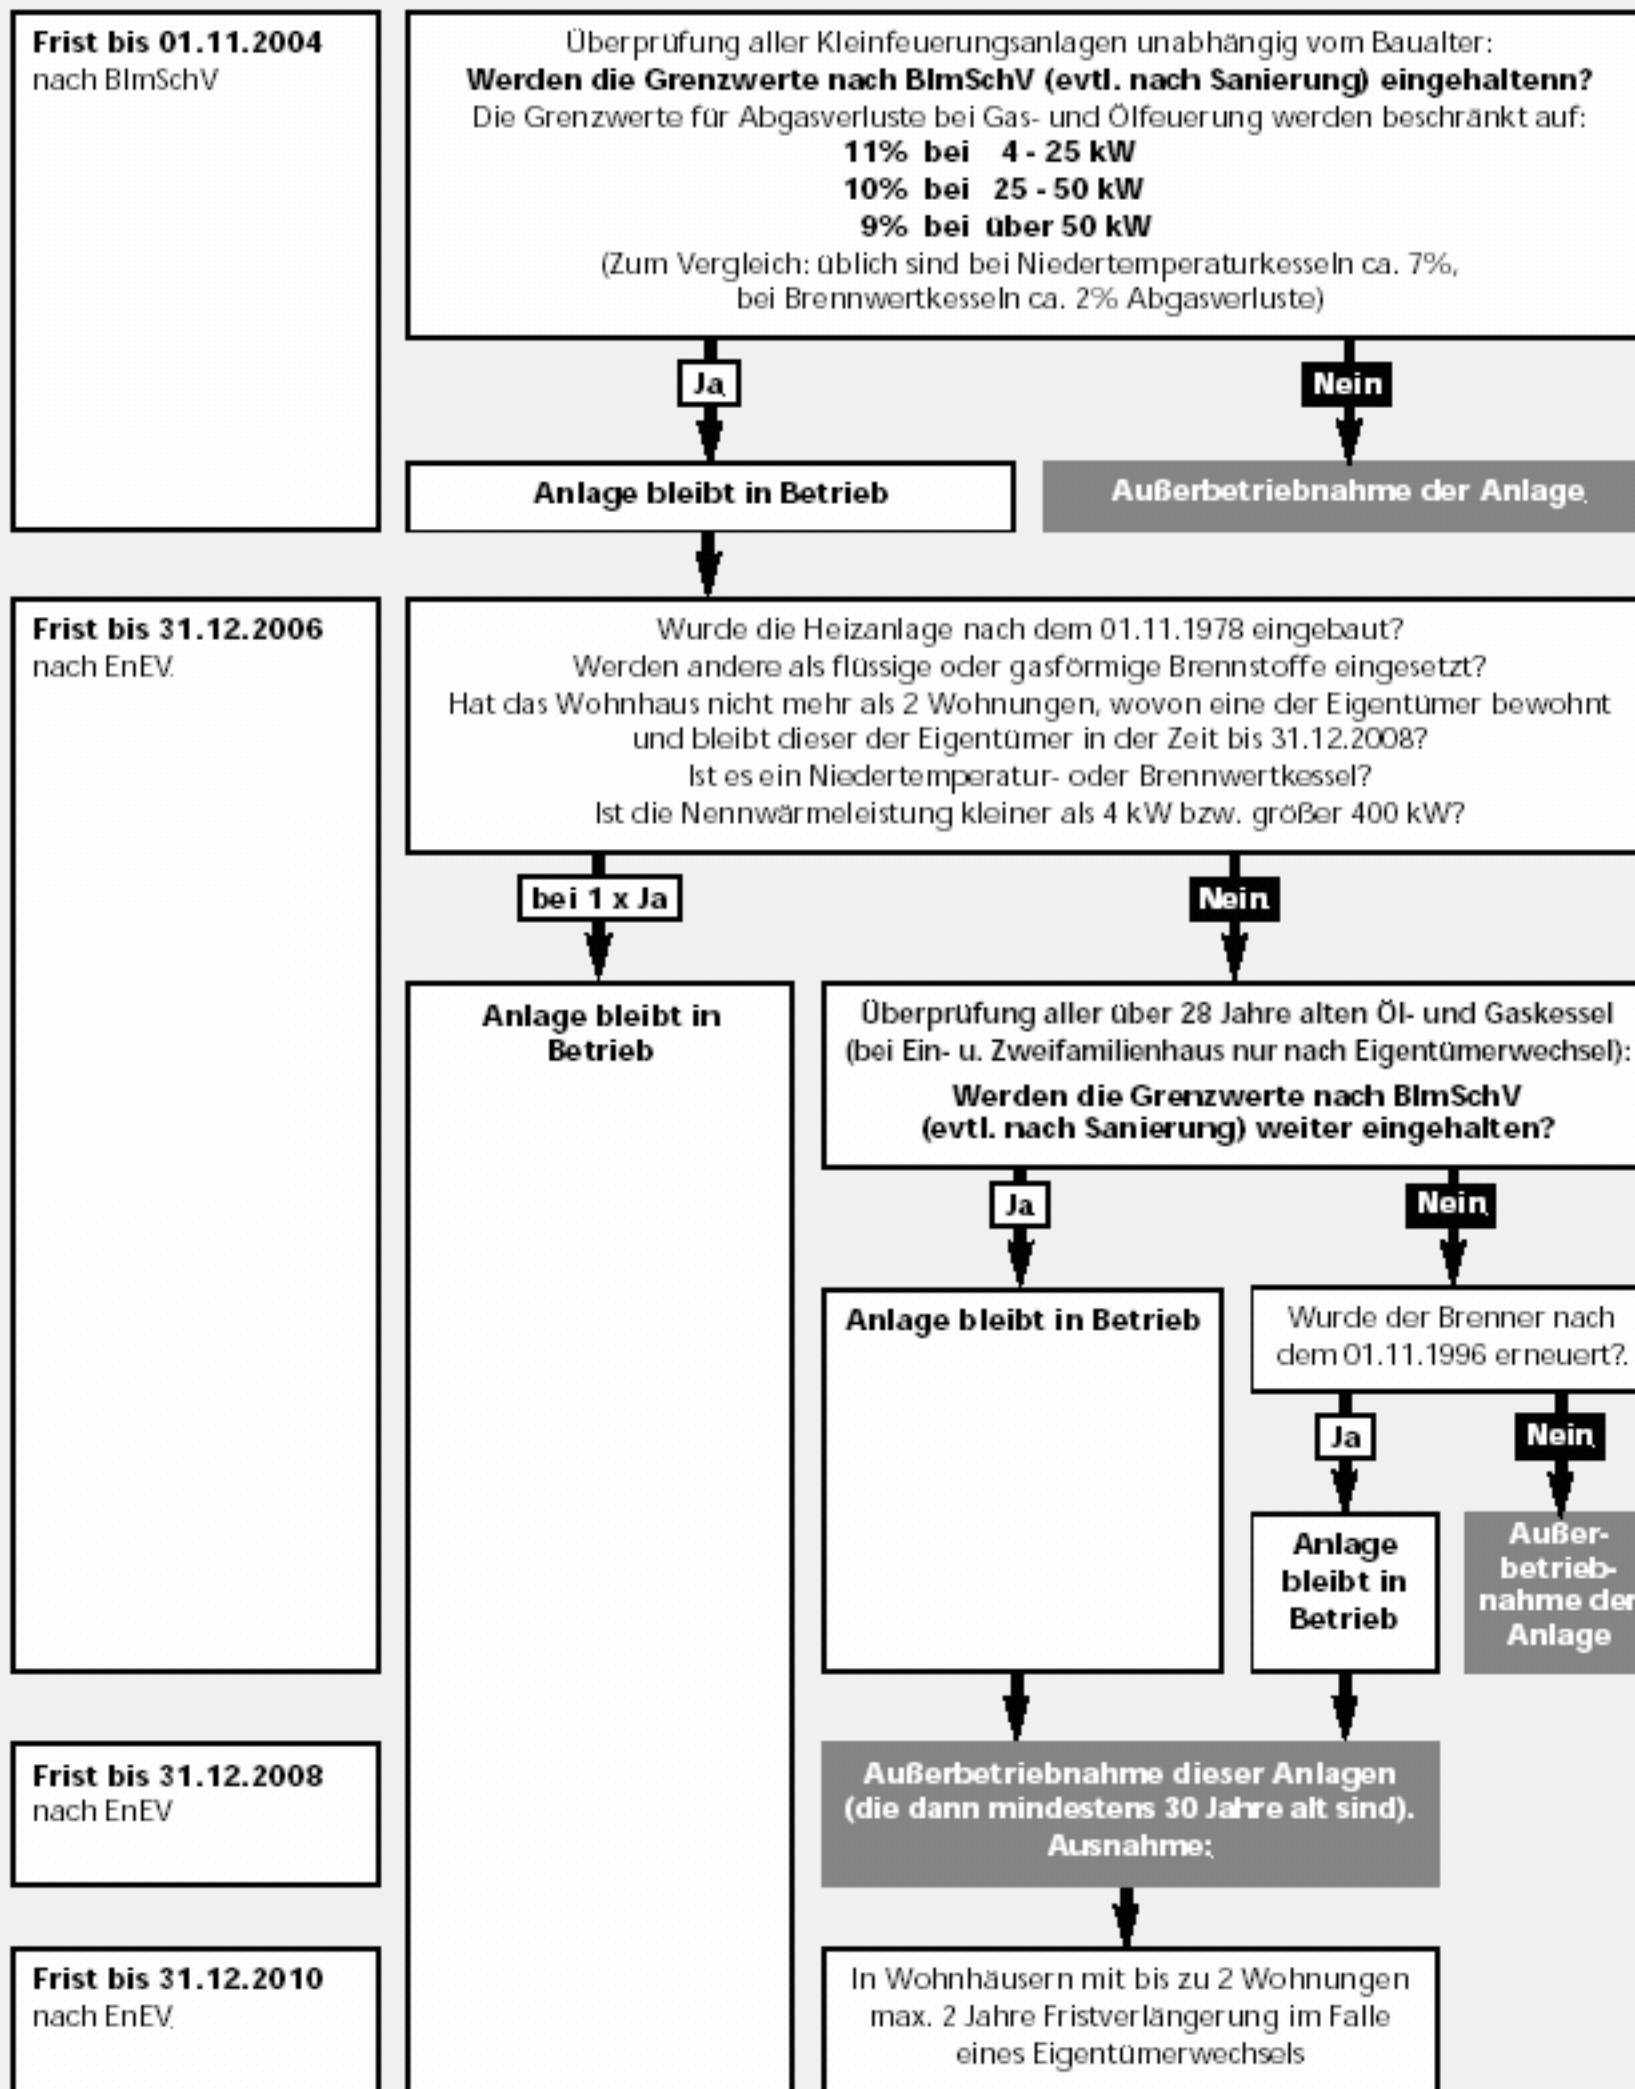 Frist bis 01.11.2004
nach BImSchV
Überprüfung aller Kleinfeuerungsanlagen unabhängig vom Baualter:
Werden die Grenzwerte nach BImSchV (evtl. nach Sanierung) eingehaltenn?
Die Grenzwerte für Abgasverluste bei Gas- und Ölfeuerung werden beschränkt auf:
11% bei 4 - 25 kW
10% bei 25 - 50 kW
9% bei über 50 kW
(Zum Vergleich: üblich sind bei Niedertemperaturkesseln ca. 7%,
bei Brennwertkesseln ca. 2% Abgasverluste)
Ja
Nein
Anlage bleibt in Betrieb
Außerbetriebnahme der Anlage
Frist bis 31.12.2006
nach EnEV
Wurde die Heizanlage nach dem 01.11.1978 eingebaut?
Werden andere als flüssige oder gasförmige Brennstoffe eingesetzt?
Hat das Wohnhaus nicht mehr als 2 Wohnungen, wovon eine der Eigentümer bewohnt
und bleibt dieser der Eigentümer in der Zeit bis 31.12.2008?
Ist es ein Niedertemperatur- oder Brennwertkessel?
Ist die Nennwärmeleistung kleiner als 4 kW bzw. größer 400 kW?
bei 1 x Ja
Nein
Anlage bleibt in
Betrieb
Überprüfung aller über 28 Jahre alten Öl- und Gaskessel
(bei Ein- u. Zweifamilienhaus nur nach Eigentümerwechsel):
Werden die Grenzwerte nach BImSchV
(evtl. nach Sanierung) weiter eingehalten?
Ja
Nein
Anlage bleibt in Betrieb
Wurde der Brenner nach
dem 01.11.1996 erneuert?
Ja
Nein
Anlage
bleibt in
Betrieb
Außer-
betrieb-
nahme der
Anlage
Frist bis 31.12.2008
nach EnEV
Außerbetriebnahme dieser Anlagen
(die dann mindestens 30 Jahre alt sind).
Ausnahme:
Frist bis 31.12.2010
nach EnEV
In Wohnhäusern mit bis zu 2 Wohnungen
max. 2 Jahre Fristverlängerung im Falle
eines Eigentümerwechsels